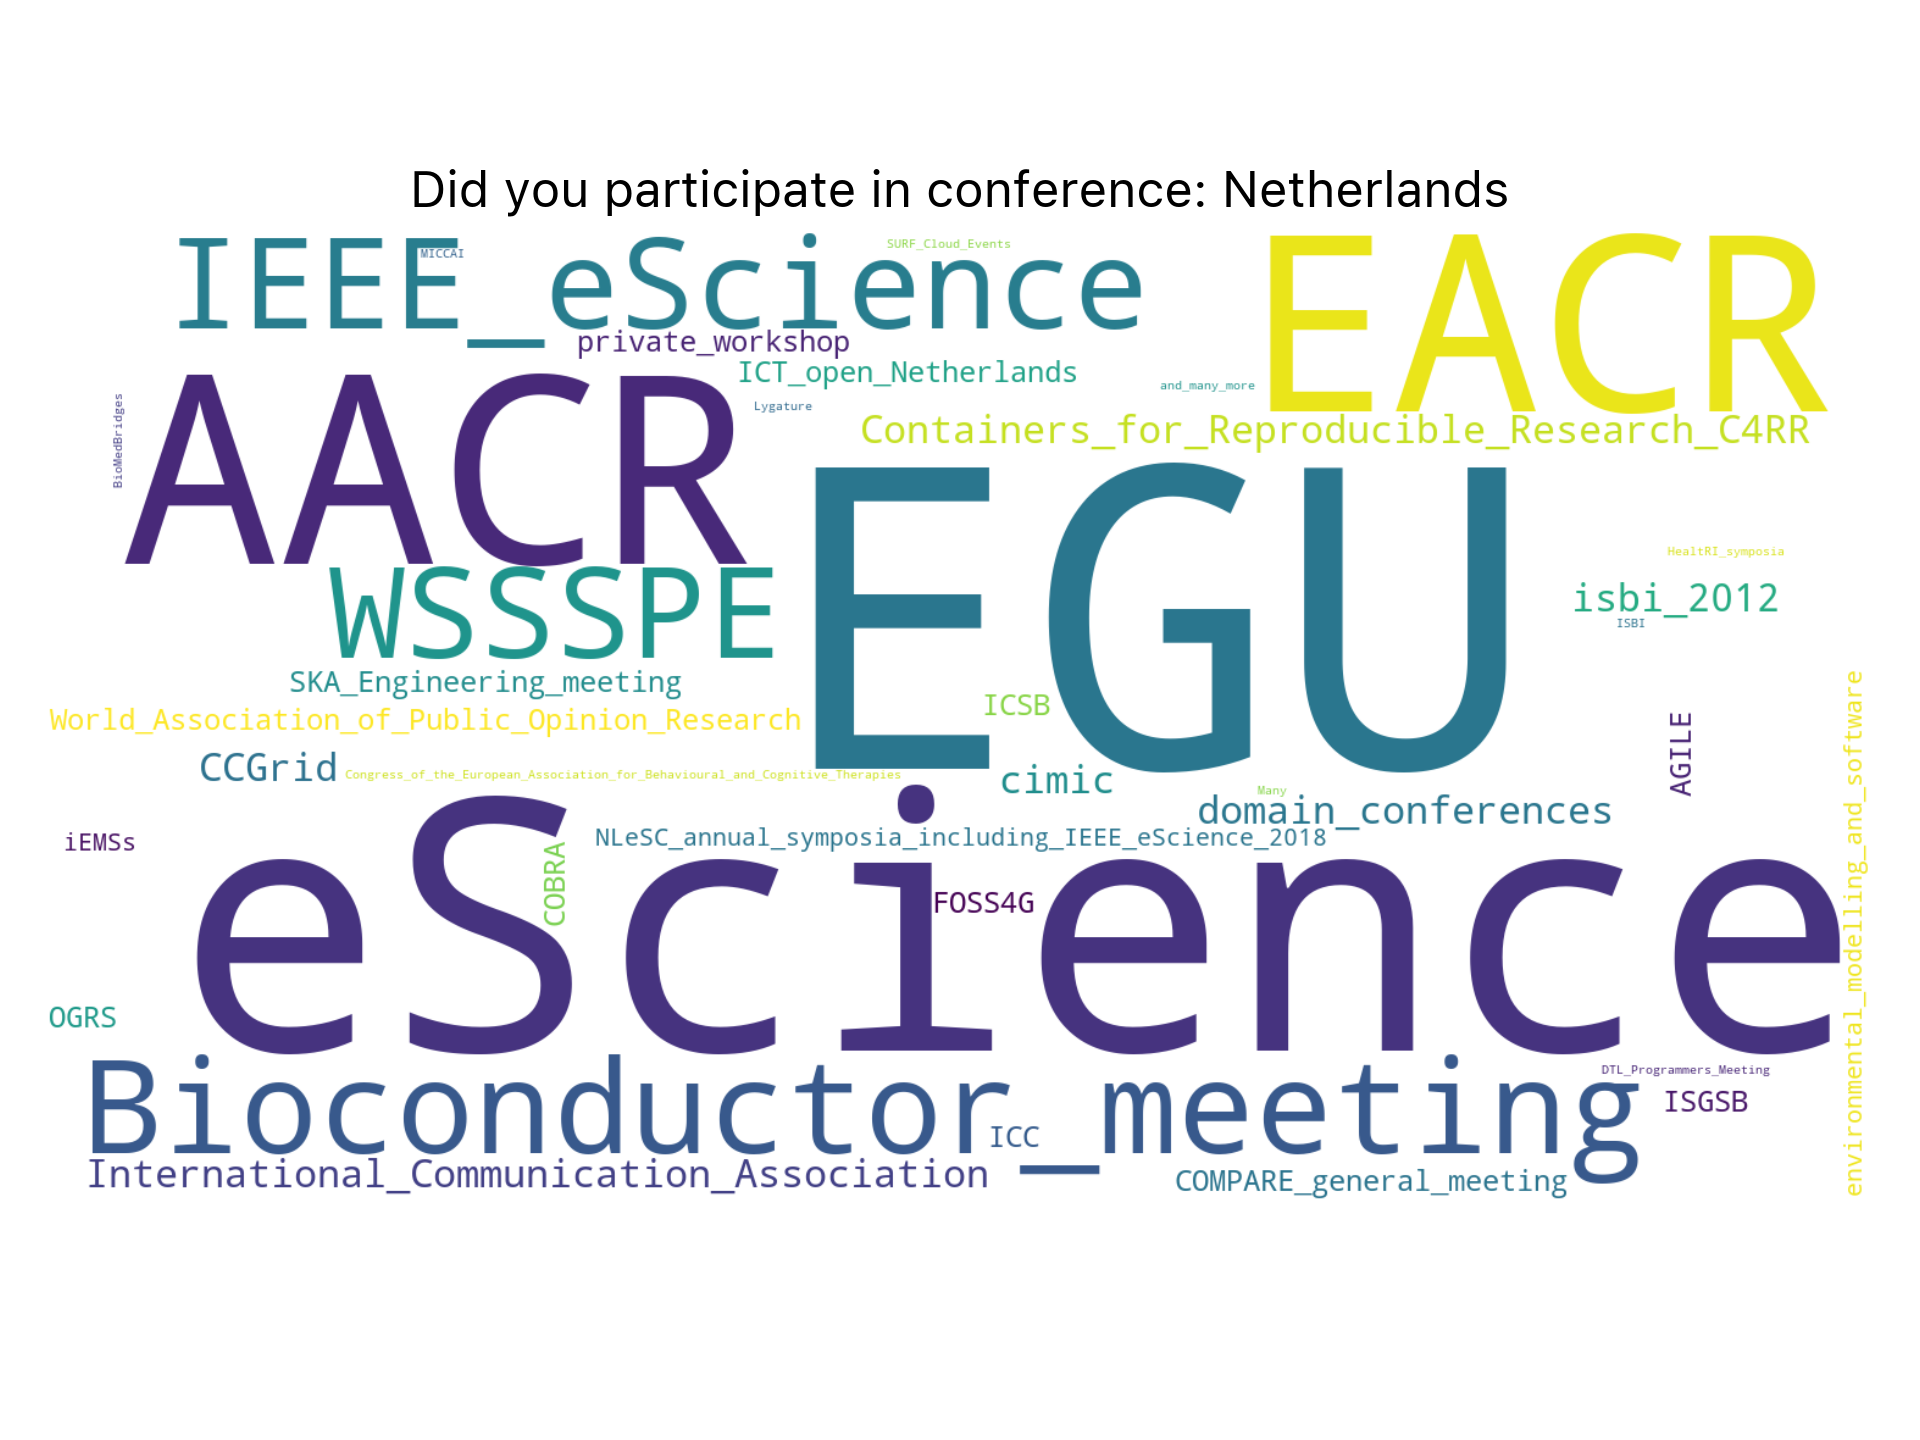 Did you participate in conference: Netherlands
IEEE_eScience
MICCAI
SURF_Cloud_Events
EACR
private_workshop
ICT_open_Netherlands
and_many_more
Lygature
BioMedBridges
AACR
Containers_for_Reproducible_Research_C4RR
EGU
HealtRI_symposia
WSSSPE
isbi_2012
ISBI
SKA_Engineering_meeting
ICSB
World_Association_of_Public_Opinion_Research
AGILE
CCGrid
Congress_of_the_European_Association_for_Behavioural_and_Cognitive_Therapies
cimic
Many
domain_conferences
iEMSs
NLeSC_annual_symposia_including_IEEE_eScience_2018
COBRA
FOSS4G
eScience
environmental_modelling_and_software
OGRS
Bioconductor_meeting
DTL_Programmers_Meeting
ISGSB
ICC
International_Communication_Association
COMPARE_general_meeting